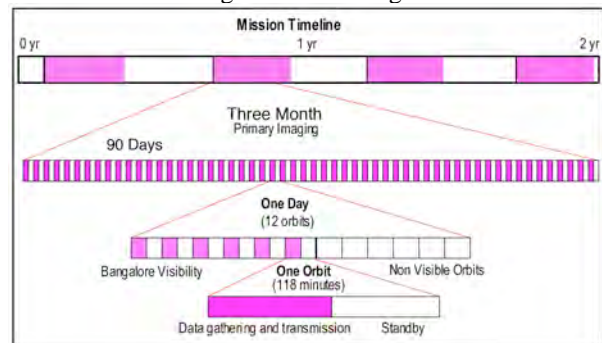 Mission Timeline
0 yr 1 yr 2 yr
Three Month
Primary Imaging
90 Days
One Day
(12 orbits)
Bangalore Visibility One Orbit Non Visible Orbits
(118 minutes)
Data gathering and transmission Standby